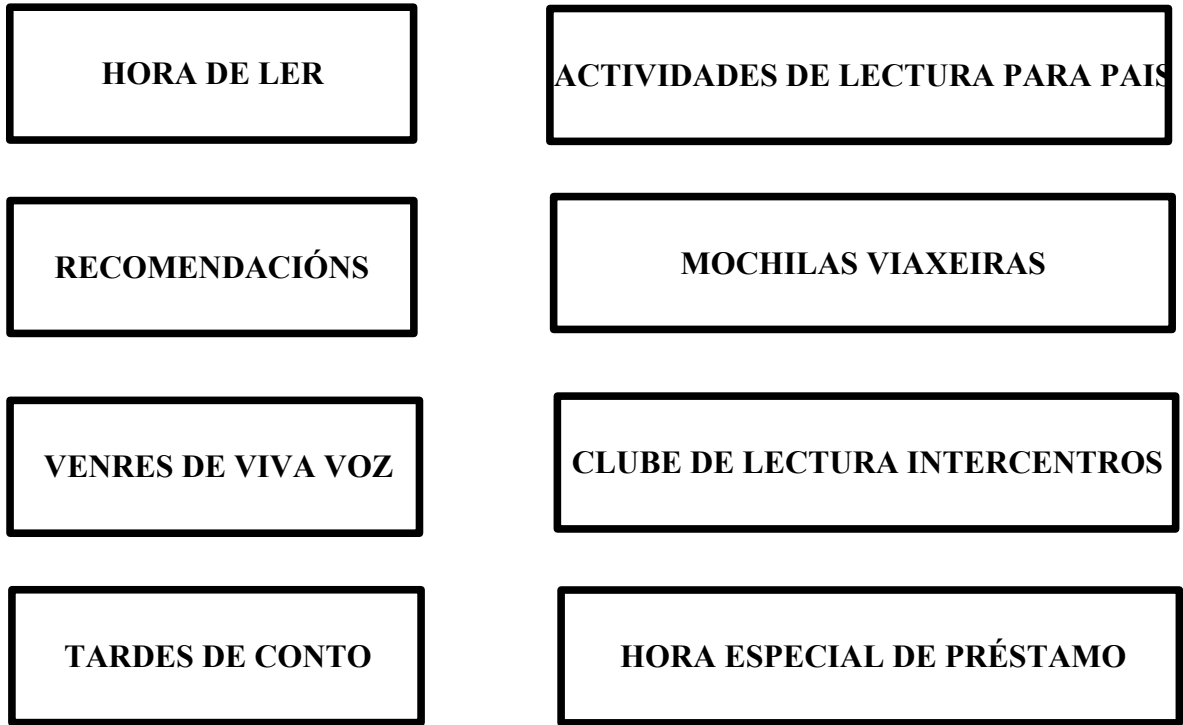 HORA DE LER
ACTIVIDADES DE LECTURA PARA PAIS
RECOMENDACIÓNS
MOCHILAS VIAXEIRAS
VENRES DE VIVA VOZ
CLUBE DE LECTURA INTERCENTROS
TARDES DE CONTO
HORA ESPECIAL DE PRÉSTAMO